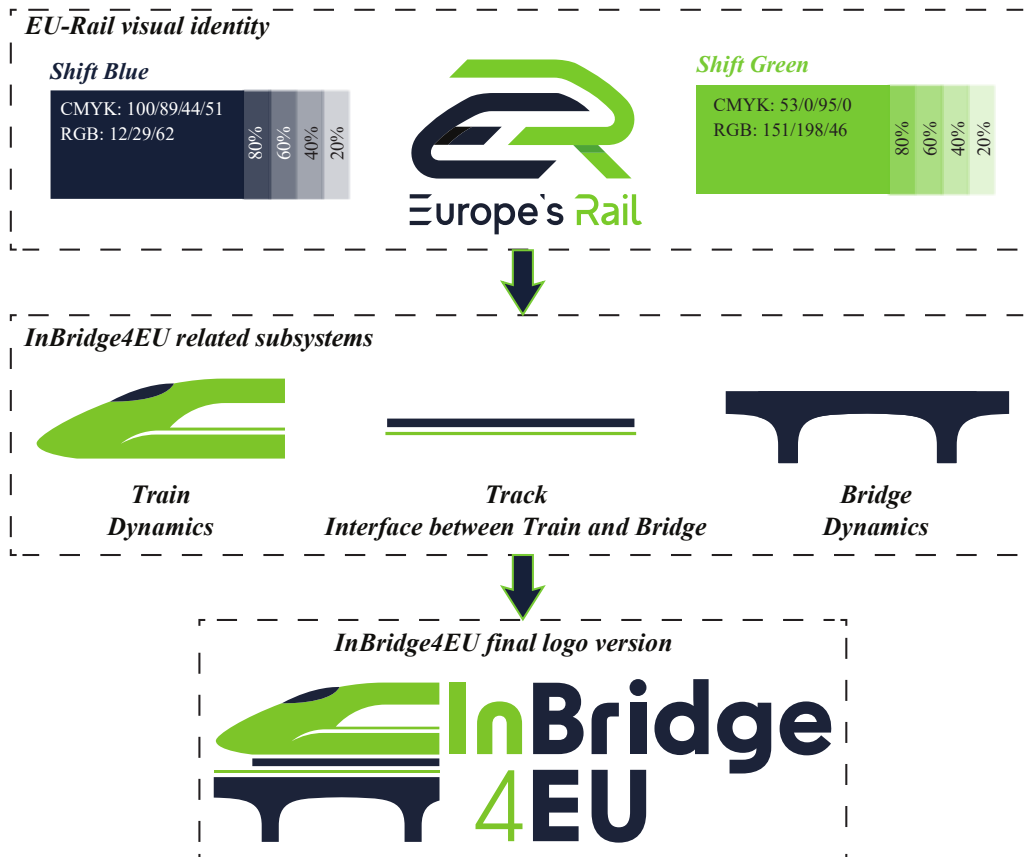 EU-Rail visual identity
Shift Blue
CMYK: 100/89/44/51
RGB: 12/29/62
80%
60%
40%
20%
Europe's Rail
Shift Green
CMYK: 53/0/95/0
RGB: 151/198/46
80%
60%
40%
20%
InBridge4EU related subsystems
Train
Dynamics
Track
Interface between Train and Bridge
Bridge
Dynamics
InBridge4EU final logo version
InBridge
4EU